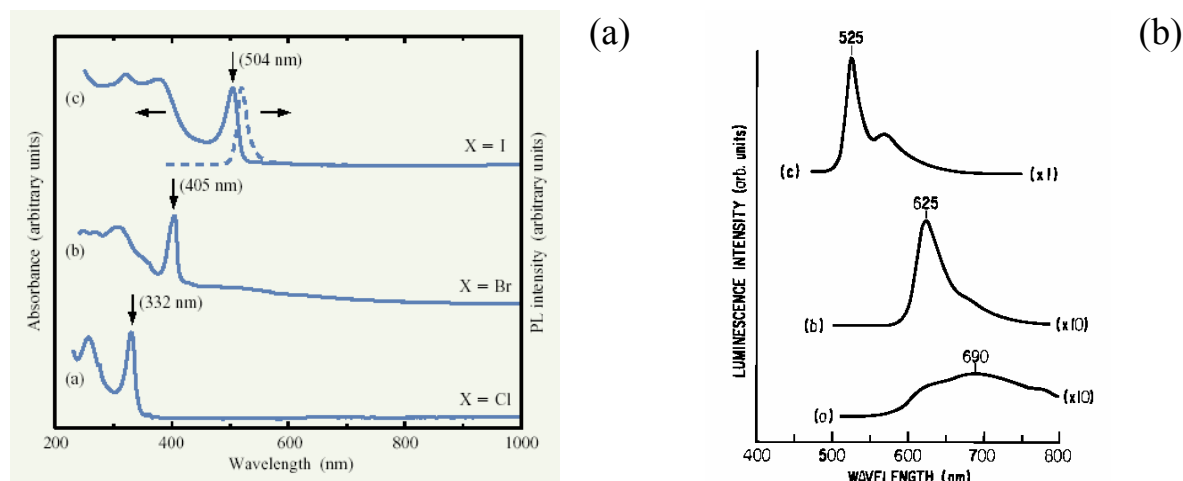 (a)
Absorbance (arbitrary units)
PL intensity (arbitrary units)
(504 nm)
(c)
X = I
(405 nm)
(b)
X = Br
(332 nm)
(a)
X = Cl
200 400 600 800 1000
Wavelength (nm)
(b)
LUMINESCENCE INTENSITY (arb. units)
525
(c) (x1)
625
(b) (x10)
690
(a) (x10)
400 500 600 700 800
WAVELENGTH (nm)